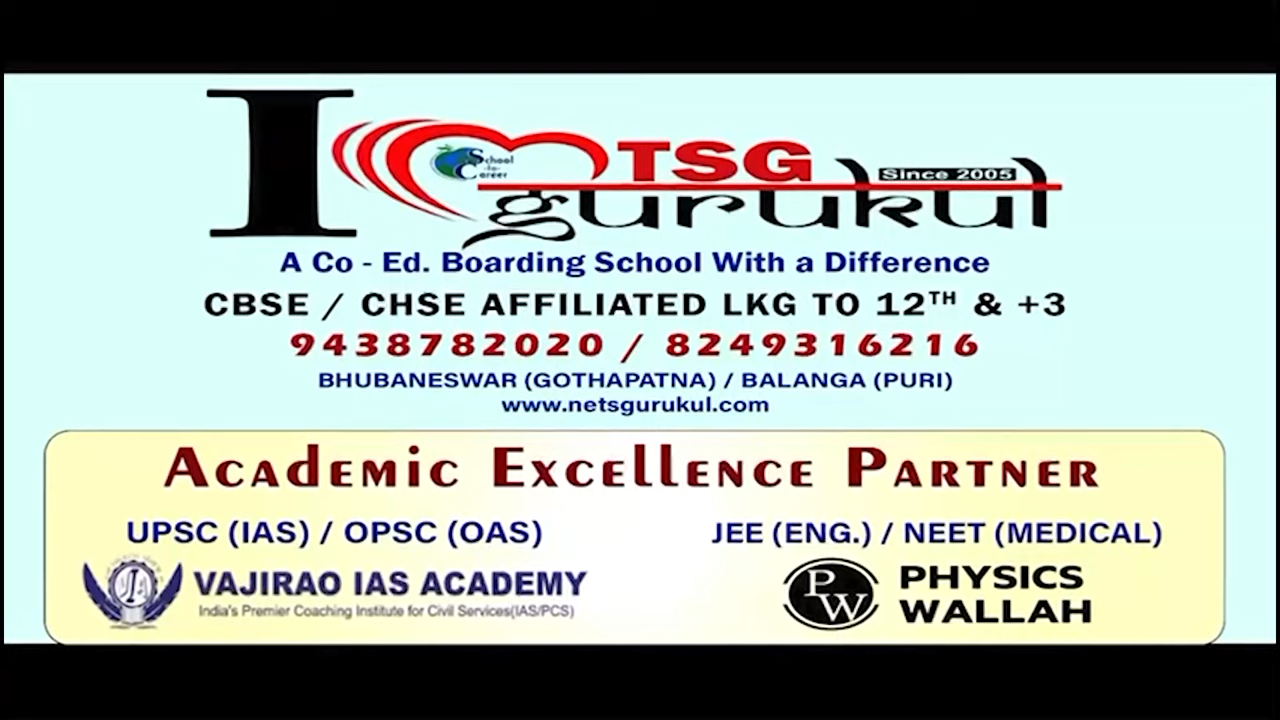 I TSG
gurukul Since 2005
School
-to-
Career
A Co - Ed. Boarding School With a Difference
CBSE / CHSE AFFILIATED LKG TO 12TH & +3
9438782020 / 8249316216
BHUBANESWAR (GOTHAPATNA) / BALANGA (PURI)
www.netsgurukul.com
Academic Excellence Partner
UPSC (IAS) / OPSC (OAS)
VAJIRAO IAS ACADEMY
India's Premier Coaching Institute for Civil Services(IAS/PCS)
JEE (ENG.) / NEET (MEDICAL)
PW
PHYSICS
WALLAH